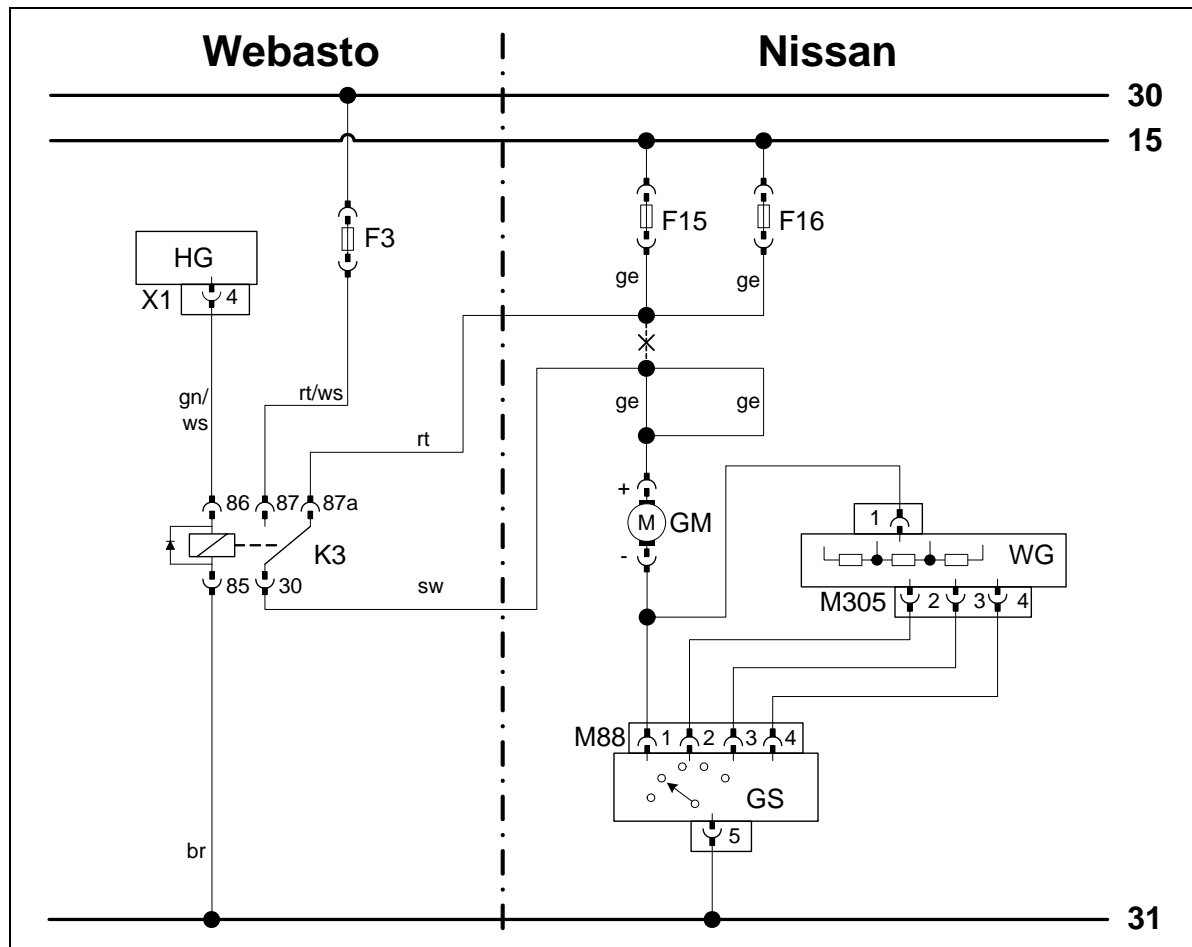 Webasto Nissan
30
15
F3 F15 F16
HG
X1 4
ge ge
gn/
ws
rt/ws
rt
ge ge
86 87 87a
+
M GM
-
1
WG
K3
85 30
sw
M305 2 3 4
M88 1 2 3 4
GS
5
br
31